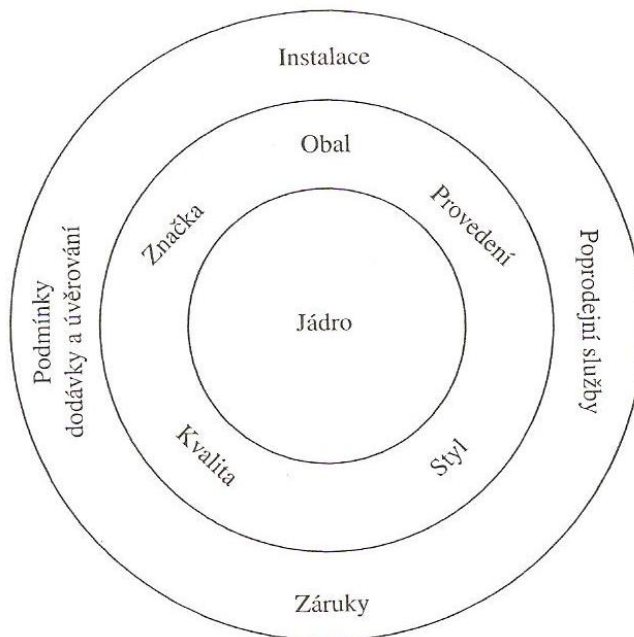 Instalace
Obal
Značka
Provedení
Podmínky
dodávky a úvěrování
Jádro
Poprodejní služby
Kvalita
Styl
Záruky